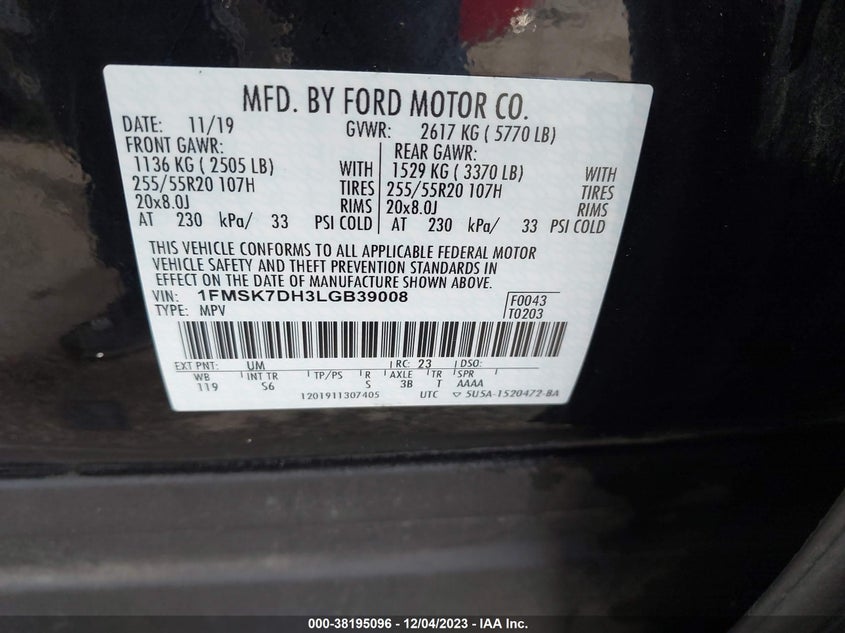 MFD. BY FORD MOTOR CO.
DATE: 11/19 GVWR: 2617 KG ( 5770 LB)
FRONT GAWR: REAR GAWR:
1136 KG ( 2505 LB) WITH 1529 KG ( 3370 LB) WITH
255/55R20 107H TIRES 255/55R20 107H TIRES
20x8.0J RIMS 20x8.0J RIMS
AT 230 kPa/ 33 PSI COLD AT 230 kPa/ 33 PSI COLD
THIS VEHICLE CONFORMS TO ALL APPLICABLE FEDERAL MOTOR
VEHICLE SAFETY AND THEFT PREVENTION STANDARDS IN
EFFECT ON THE DATE OF MANUFACTURE SHOWN ABOVE.
VIN: 1FMSK7DH3LGB39008 F0043
TYPE: MPV T0203
EXT PNT: UM RC: 23 DSO:
WB INT TR TP/PS R AXLE TR SPR
119 S6 S 3B T AAAA
1201911307405 UTC ▽ 5U5A-1520472-BA
000-38195096 - 12/04/2023 - IAA Inc.